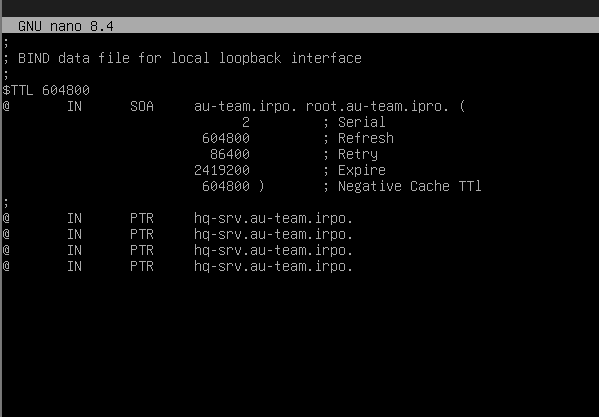 GNU nano 8.4
;
; BIND data file for local loopback interface
;
$TTL 604800
@ IN SOA au-team.irpo. root.au-team.ipro. (
2 ; Serial
604800 ; Refresh
86400 ; Retry
2419200 ; Expire
604800 ) ; Negative Cache TTl
;
@ IN PTR hq-srv.au-team.irpo.
@ IN PTR hq-srv.au-team.irpo.
@ IN PTR hq-srv.au-team.irpo.
@ IN PTR hq-srv.au-team.irpo.